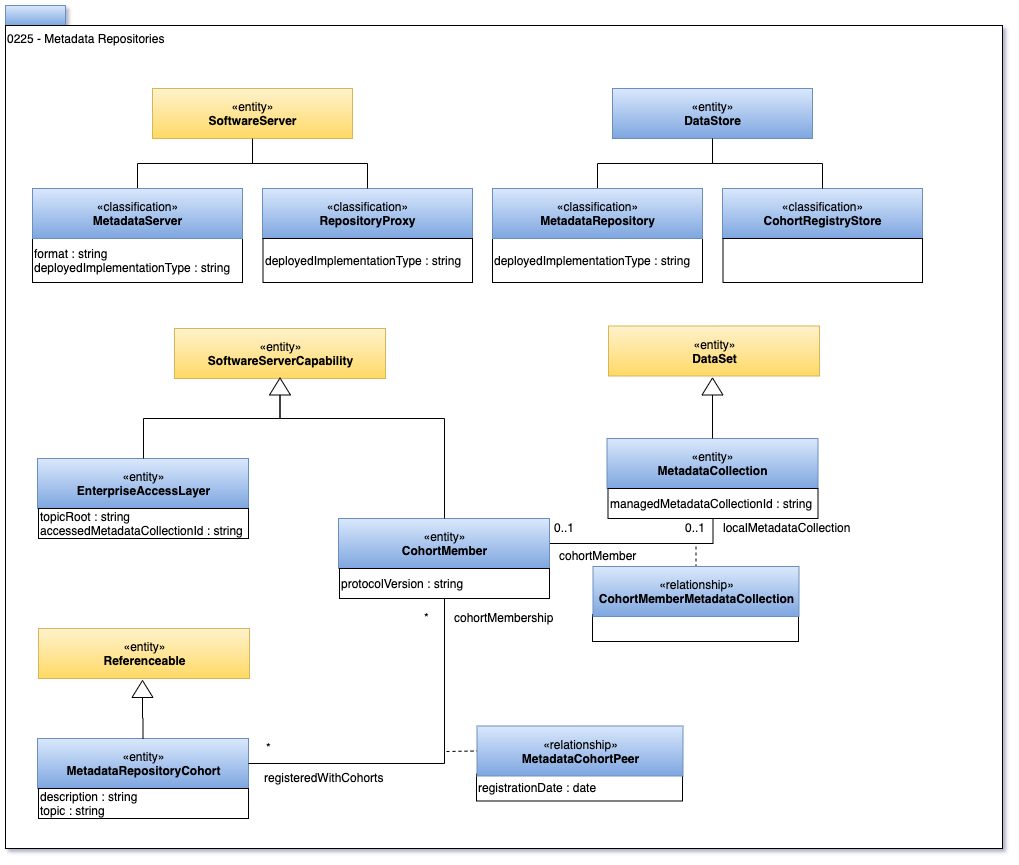 0225 - Metadata Repositories
«entity»
SoftwareServer
«entity»
DataStore
«classification»
MetadataServer
format : string
deployedImplementationType : string
«classification»
RepositoryProxy
deployedImplementationType : string
«classification»
MetadataRepository
deployedImplementationType : string
«classification»
CohortRegistryStore
«entity»
SoftwareServerCapability
«entity»
DataSet
«entity»
EnterpriseAccessLayer
topicRoot : string
accessedMetadataCollectionId : string
«entity»
MetadataCollection
managedMetadataCollectionId : string
«entity»
CohortMember
protocolVersion : string
0..1
0..1
localMetadataCollection
cohortMember
«relationship»
CohortMemberMetadataCollection
*
cohortMembership
«entity»
Referenceable
«entity»
MetadataRepositoryCohort
description : string
topic : string
*
registeredWithCohorts
«relationship»
MetadataCohortPeer
registrationDate : date